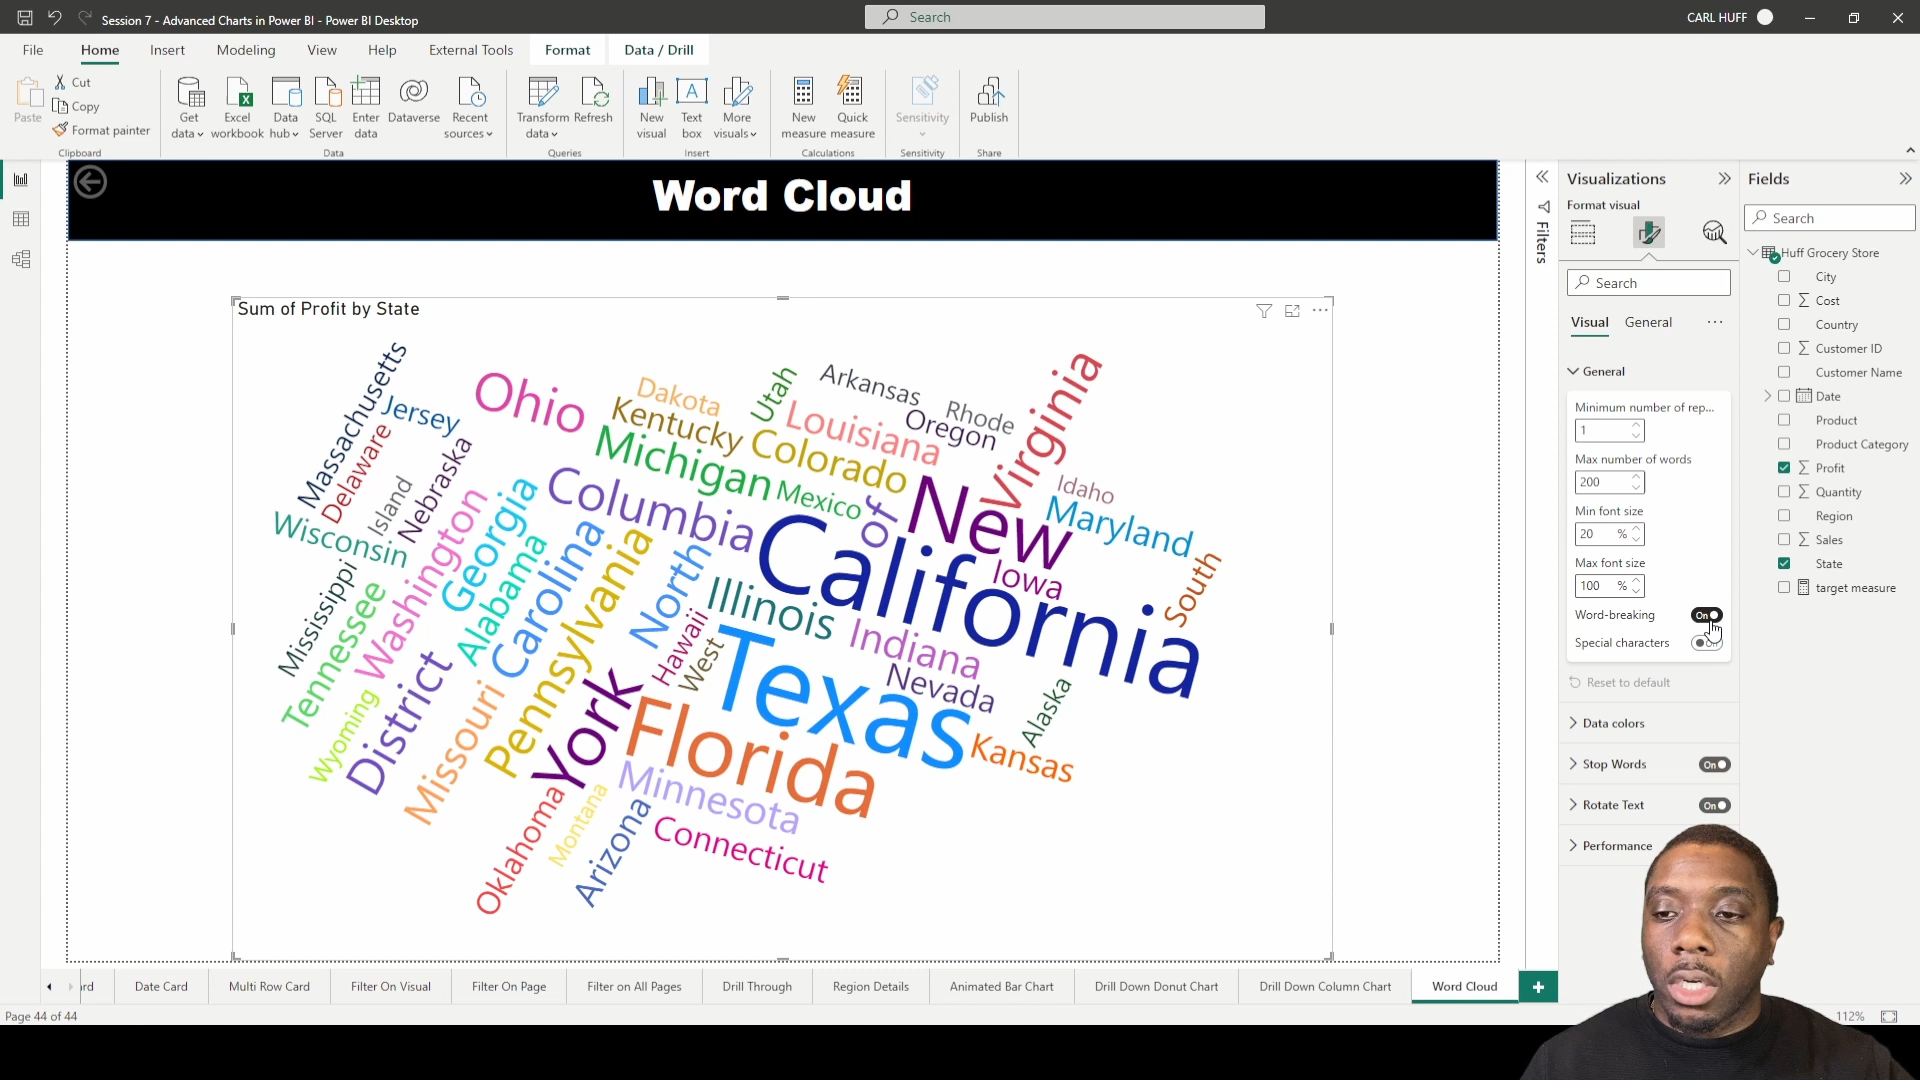 Session 7 - Advanced Charts in Power BI - Power BI Desktop
Search
CARL HUFF
File Home Insert Modeling View Help External Tools Format Data / Drill
Paste
Cut
Copy
Format painter
Clipboard
Get data
Excel workbook
Data hub
SQL Server
Enter data
Dataverse
Recent sources
Data
Transform data
Refresh
Queries
New visual
Text box
More visuals
Insert
New measure
Quick measure
Calculations
Sensitivity
Sensitivity
Publish
Share
Word Cloud
Sum of Profit by State
Massachusetts
Jersey
Delaware
Island
Nebraska
Wisconsin
Ohio
Dakota
Kentucky
Utah
Arkansas
Louisiana
Rhode
Oregon
Virginia
Michigan
Colorado
Mexico
Columbia
of
New
Idaho
Maryland
California
Iowa
South
Washington
Georgia
Alabama
Carolina
Pennsylvania
North
Illinois
Indiana
Mississippi
Tennessee
Wyoming
District
Missouri
York
Hawaii
West
Texas
Nevada
Alaska
Kansas
Florida
Minnesota
Oklahoma
Montana
Arizona
Connecticut
Filters
Visualizations
Format visual
Search
Visual General
General
Minimum number of rep...
1
Max number of words
200
Min font size
20 %
Max font size
100 %
Word-breaking On
Special characters
Reset to default
Data colors
Stop Words On
Rotate Text On
Performance
Fields
Search
Huff Grocery Store
City
Cost
Country
Customer ID
Customer Name
Date
Product
Product Category
Profit
Quantity
Region
Sales
State
target measure
rd
Date Card
Multi Row Card
Filter On Visual
Filter On Page
Filter on All Pages
Drill Through
Region Details
Animated Bar Chart
Drill Down Donut Chart
Drill Down Column Chart
Word Cloud
Page 44 of 44
112%